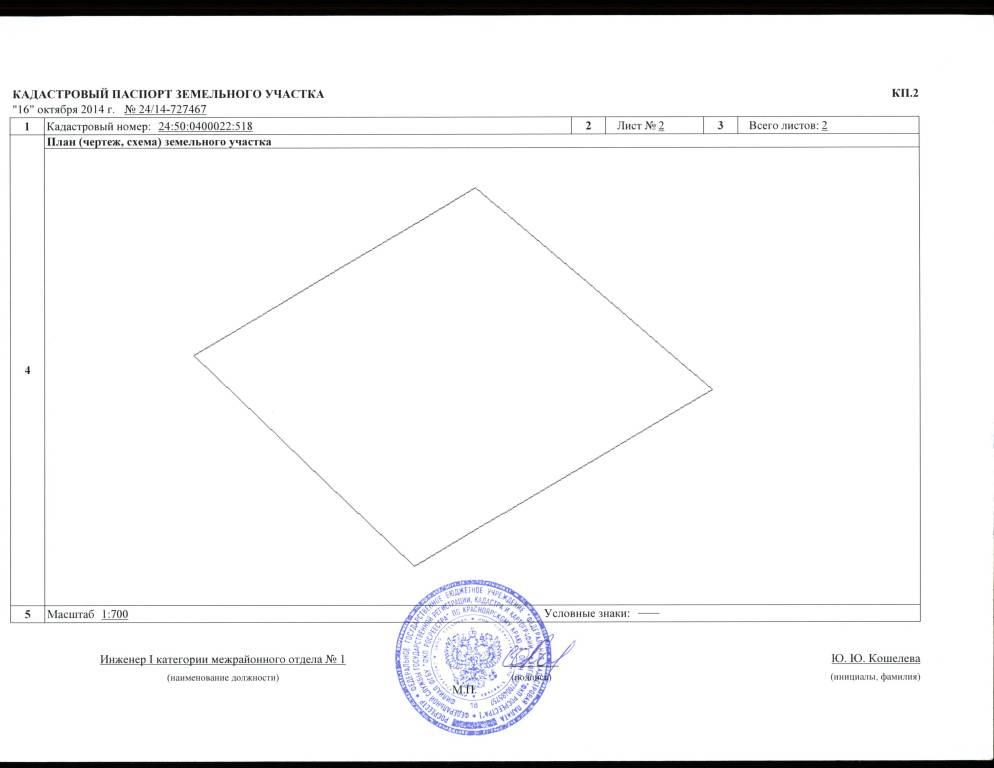 КАДАСТРОВЫЙ ПАСПОРТ ЗЕМЕЛЬНОГО УЧАСТКА
КП.2
"16" октября 2014 г. № 24/14-727467
1 Кадастровый номер: 24:50:0400022:518 2 Лист № 2 3 Всего листов: 2
План (чертеж, схема) земельного участка
4
5 Масштаб 1:700 Условные знаки: ——
Инженер I категории межрайонного отдела № 1
Ю. Ю. Кошелева
(наименование должности)
(подпись)
(инициалы, фамилия)
М.П.